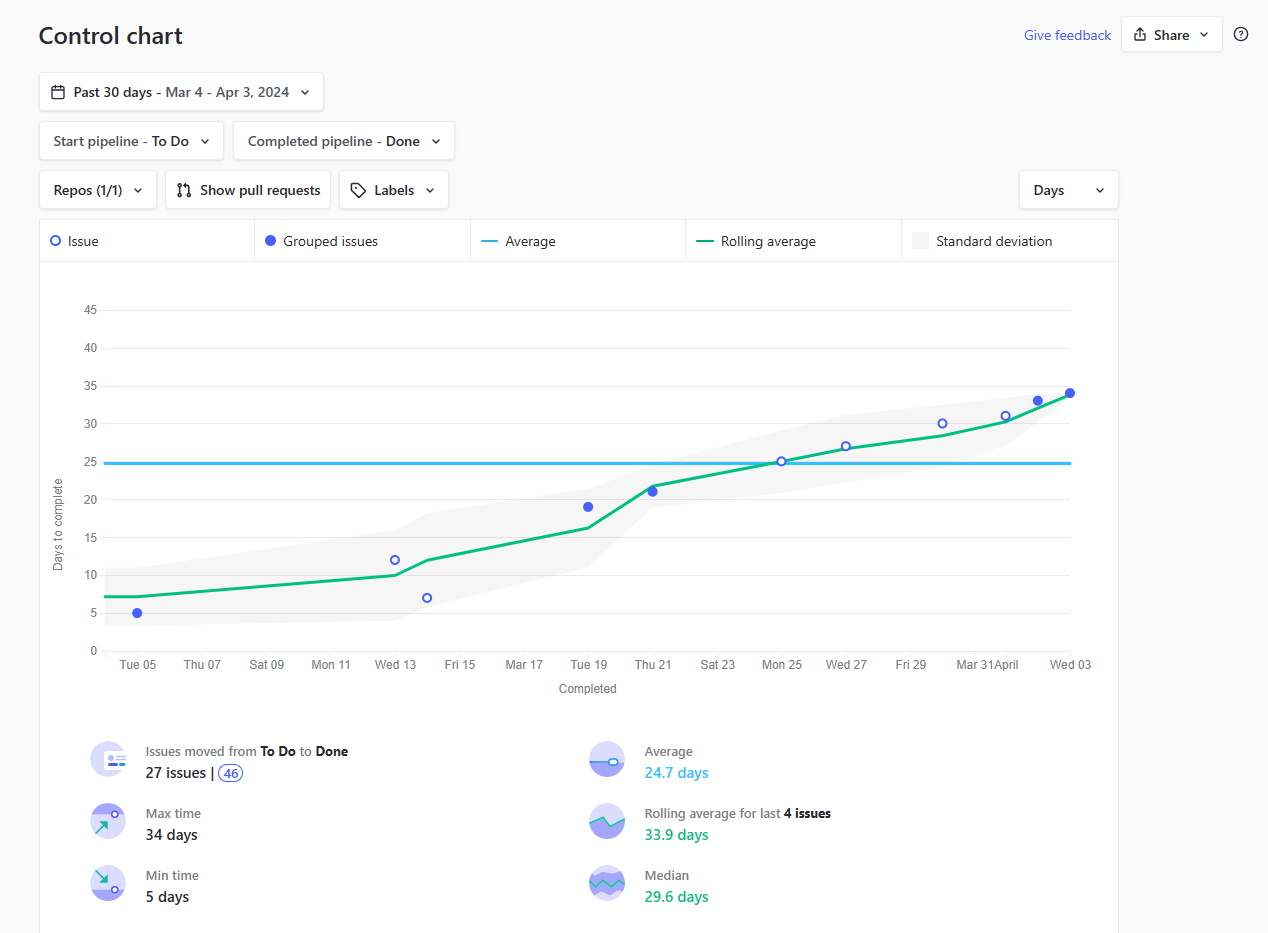 Control chart
Give feedback
Share
?
Past 30 days - Mar 4 - Apr 3, 2024
Start pipeline - To Do
Completed pipeline - Done
Repos (1/1)
Show pull requests
Labels
Days
Issue
Grouped issues
Average
Rolling average
Standard deviation
45
40
35
30
25
20
15
10
5
0
Days to complete
Tue 05
Thu 07
Sat 09
Mon 11
Wed 13
Fri 15
Mar 17
Tue 19
Thu 21
Sat 23
Mon 25
Wed 27
Fri 29
Mar 31
April
Wed 03
Completed
Issues moved from To Do to Done
27 issues | 46
Average
24.7 days
Max time
34 days
Rolling average for last 4 issues
33.9 days
Min time
5 days
Median
29.6 days